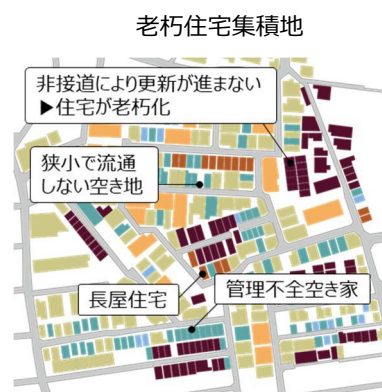 老朽住宅集積地
非接道により更新が進まない
▶住宅が老朽化
狭小で流通
しない空き地
長屋住宅
管理不全空き家